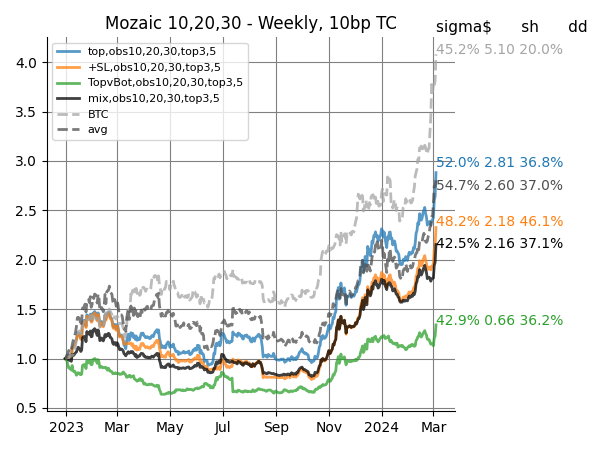 Mozaic 10,20,30 - Weekly, 10bp TC
sigma$ sh dd
top,obs10,20,30,top3,5
+SL,obs10,20,30,top3,5
TopvBot,obs10,20,30,top3,5
mix,obs10,20,30,top3,5
BTC
avg
45.2% 5.10 20.0%
52.0% 2.81 36.8%
54.7% 2.60 37.0%
48.2% 2.18 46.1%
42.5% 2.16 37.1%
42.9% 0.66 36.2%
4.0
3.5
3.0
2.5
2.0
1.5
1.0
0.5
2023 Mar May Jul Sep Nov 2024 Mar